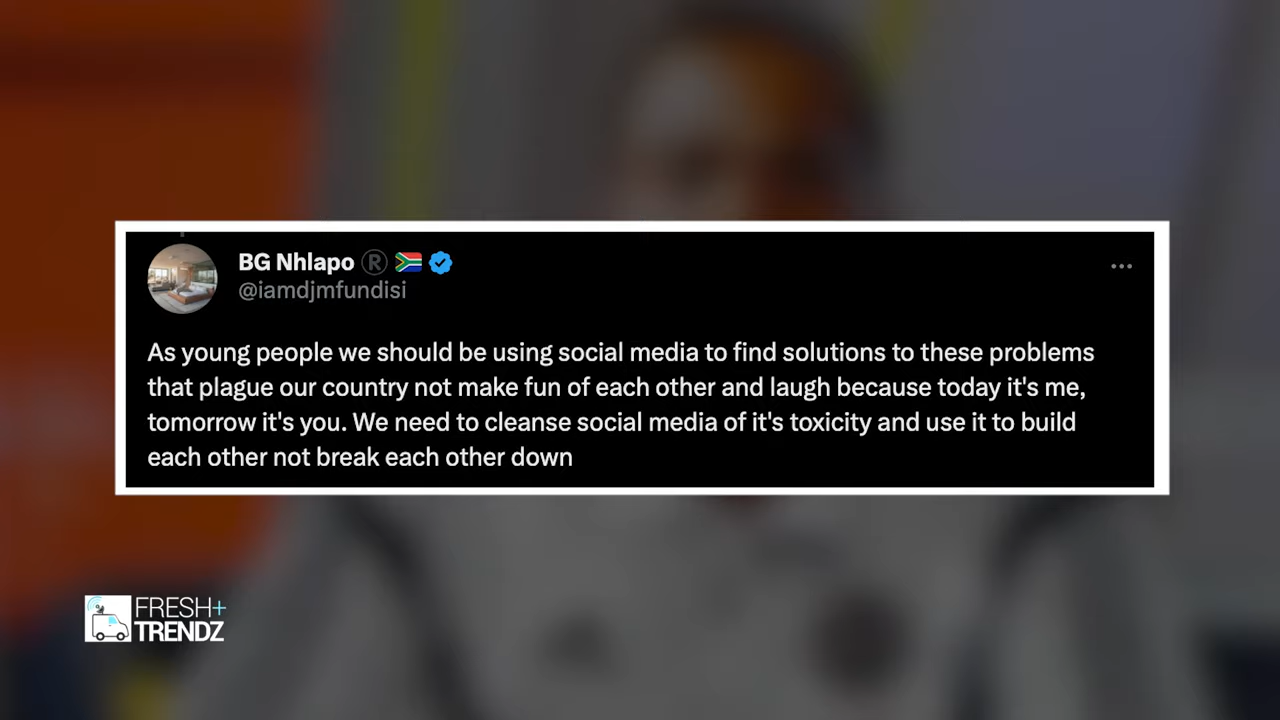 BG Nhlapo ® 🇿🇦
@iamdjmfundisi
As young people we should be using social media to find solutions to these problems
that plague our country not make fun of each other and laugh because today it's me,
tomorrow it's you. We need to cleanse social media of it's toxicity and use it to build
each other not break each other down
FRESH+
TRENDZ